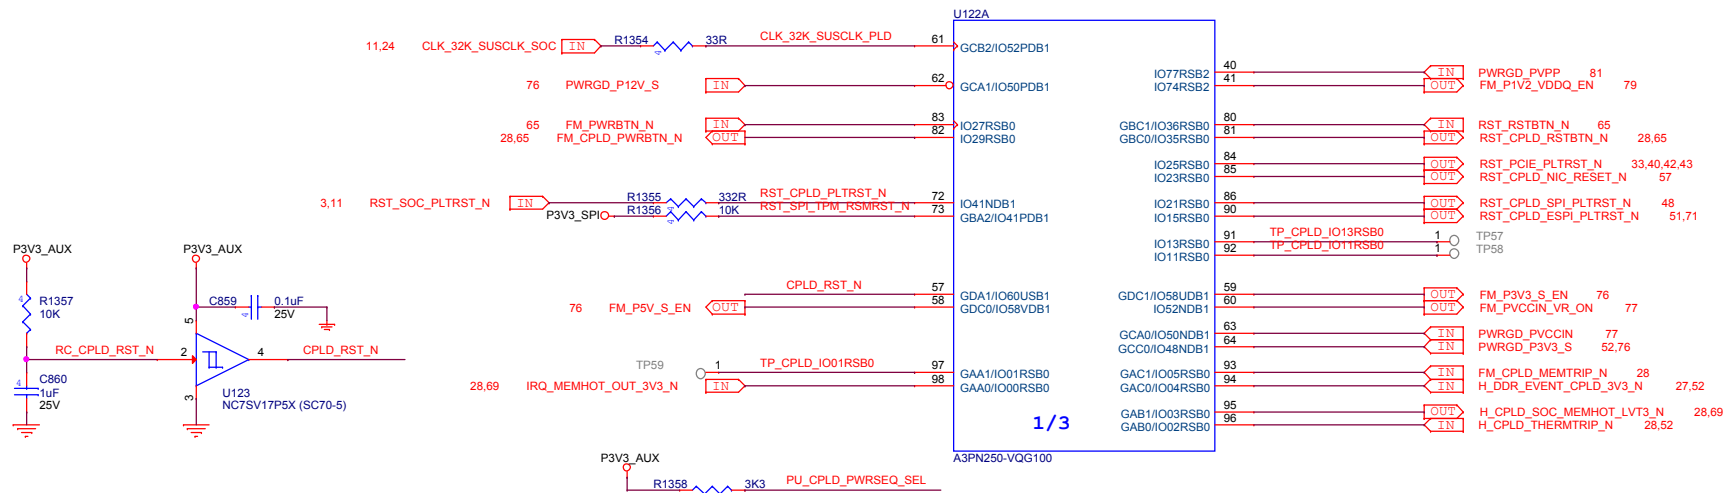 U122A
11,24 CLK_32K_SUSCLK_SOC IN R1354 33R CLK_32K_SUSCLK_PLD 61 GCB2/IO52PDB1
4
IO77RSB2 40 IN PWRGD_PVPP 81
76 PWRGD_P12V_S IN 62 GCA1/IO50PDB1 IO74RSB2 41 OUT FM_P1V2_VDDQ_EN 79
65 FM_PWRBTN_N IN 83 IO27RSB0 GBC1/IO36RSB0 80 IN RST_RSTBTN_N 65
28,65 FM_CPLD_PWRBTN_N OUT 82 IO29RSB0 GBC0/IO35RSB0 81 OUT RST_CPLD_RSTBTN_N 28,65
IO25RSB0 84 OUT RST_PCIE_PLTRST_N 33,40,42,43
IO23RSB0 85 OUT RST_CPLD_NIC_RESET_N 57
3,11 RST_SOC_PLTRST_N IN R1355 332R RST_CPLD_PLTRST_N 72 IO41NDB1 IO21RSB0 86 OUT RST_CPLD_SPI_PLTRST_N 48
4
P3V3_SPI R1356 10K RST_SPI_TPM_RSMRST_N 73 GBA2/IO41PDB1 IO15RSB0 90 OUT RST_CPLD_ESPI_PLTRST_N 51,71
4
IO13RSB0 91 TP_CPLD_IO13RSB0 1 TP57
IO11RSB0 92 TP_CPLD_IO11RSB0 1 TP58
P3V3_AUX P3V3_AUX
CPLD_RST_N 57 GDA1/IO60USB1 GDC1/IO58UDB1 59 OUT FM_P3V3_S_EN 76
76 FM_P5V_S_EN OUT 58 GDC0/IO58VDB1 IO52NDB1 60 OUT FM_PVCCIN_VR_ON 77
4 R1357 C859 0.1uF
10K 4 25V
5
GCA0/IO50NDB1 63 IN PWRGD_PVCCIN 77
GCC0/IO48NDB1 64 IN PWRGD_P3V3_S 52,76
RC_CPLD_RST_N 2 4 CPLD_RST_N
TP59 1 TP_CPLD_IO01RSB0 97 GAA1/IO01RSB0 GAC1/IO05RSB0 93 IN FM_CPLD_MEMTRIP_N 28
28,69 IRQ_MEMHOT_OUT_3V3_N IN 98 GAA0/IO00RSB0 GAC0/IO04RSB0 94 IN H_DDR_EVENT_CPLD_3V3_N 27,52
4 C860
1uF
25V
3 U123
NC7SV17P5X (SC70-5)
GAB1/IO03RSB0 95 OUT H_CPLD_SOC_MEMHOT_LVT3_N 28,69
GAB0/IO02RSB0 96 IN H_CPLD_THERMTRIP_N 28,52
1/3
A3PN250-VQG100
P3V3_AUX
R1358 3K3 PU_CPLD_PWRSEQ_SEL